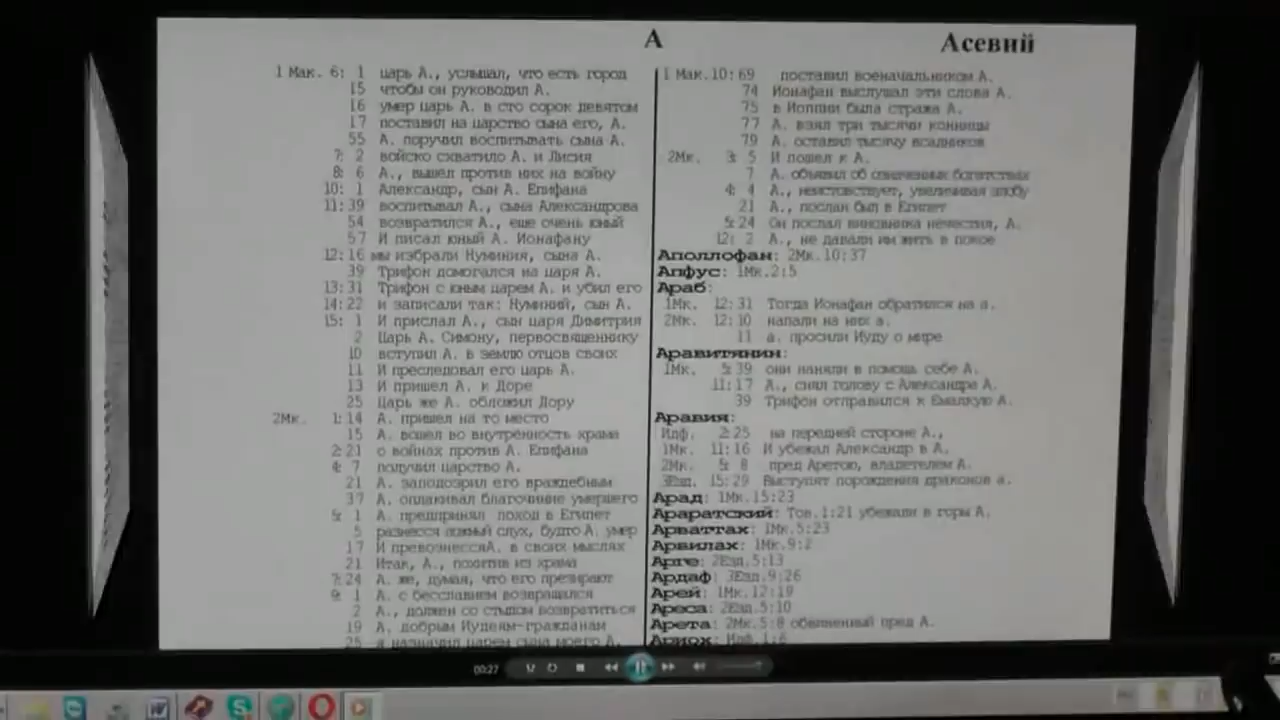 А
Асевий
1 Мак. 6: 1 царь А., услышал, что есть город
15 чтобы он руководил А.
16 умер царь А. в сто сорок девятом
17 поставил на царство сына его, А.
55 А. поручил воспитывать сына А.
7: 2 войско схватило А. и Лисия
8: 6 А., вышел против них на войну
10: 1 Александр, сын А. Епифана
11:39 воспитывал А., сына Александрова
54 возвратился А., еще очень юный
57 И писал юный А. Ионафану
12:16 мы избрали Нуминия, сына А.
39 Трифон домогался на царя А.
13:31 Трифон с юным царем А. и убил его
14:22 и записали так: Нуминий, сын А.
15: 1 И прислал А., сын царя Димитрия
2 Царь А. Симону, первосвященнику
10 вступил А. в землю отцов своих
11 И преследовал его царь А.
13 И пришел А. к Доре
25 Царь же А. обложил Дору
2Мк. 1:14 А. пришел на то место
15 А. вошел во внутренность храма
2:21 о войнах против А. Епифана
4: 7 получил царство А.
21 А. заподозрил его враждебным
37 А. оплакивал благочиние умершего
5: 1 А. предпринял поход в Египет
5 разнесся ложный слух, будто А. умер
17 И превознессяА. в своих мыслях
21 Итак, А., похитив из храма
7:24 А. же, думая, что его презирают
9: 1 А. с бесславием возвращался
2 А., должен со стыдом возвратиться
19 А. добрым Иудеям-гражданам
25 я назначил царем сына моего А.
1 Мак.10:69 поставил военачальником А.
74 Ионафан выслушал эти слова А.
75 в Иоппии была стража А.
77 А. взял три тысячи конницы
79 А. оставил тысячу всадников
2Мк. 3: 5 И пошел к А.
7 А. объявил об означенных богатствах
4: 4 А., неистовствует, увеличивая злобу
21 А., послан был в Египет
5:24 Он послал виновника нечестия, А.
12: 2 А., не давали им жить в покое
Аполлофан: 2Мк.10:37
Апфус: 1Мк.2:5
Араб:
1Мк. 12:31 Тогда Ионафан обратился на а.
2Мк. 12:10 напали на них а.
11 а. просили Иуду о мире
Аравитянин:
1Мк. 5:39 они наняли в помощь себе А.
11:17 А., снял голову с Александра А.
39 Трифон отправился к Емалкую А.
Аравия:
Идф. 2:25 на передней стороне А.,
1Мк. 11:16 И убежал Александр в А.
2Мк. 5: 8 пред Аретою, владетелем А.
3Езд. 15:29 Выступят порождения драконов а.
Арад: 1Мк.15:23
Араратский: Тов.1:21 убежали в горы А.
Арваттах: 1Мк.5:23
Арвилах: 1Мк.9:2
Арге: 2Езд.5:13
Ардаф: 3Езд.9:26
Арей: 1Мк.12:19
Ареса: 2Езд.5:10
Арета: 2Мк.5:8 обвиненный пред А.
Ариох: Идф.1:6
00:27